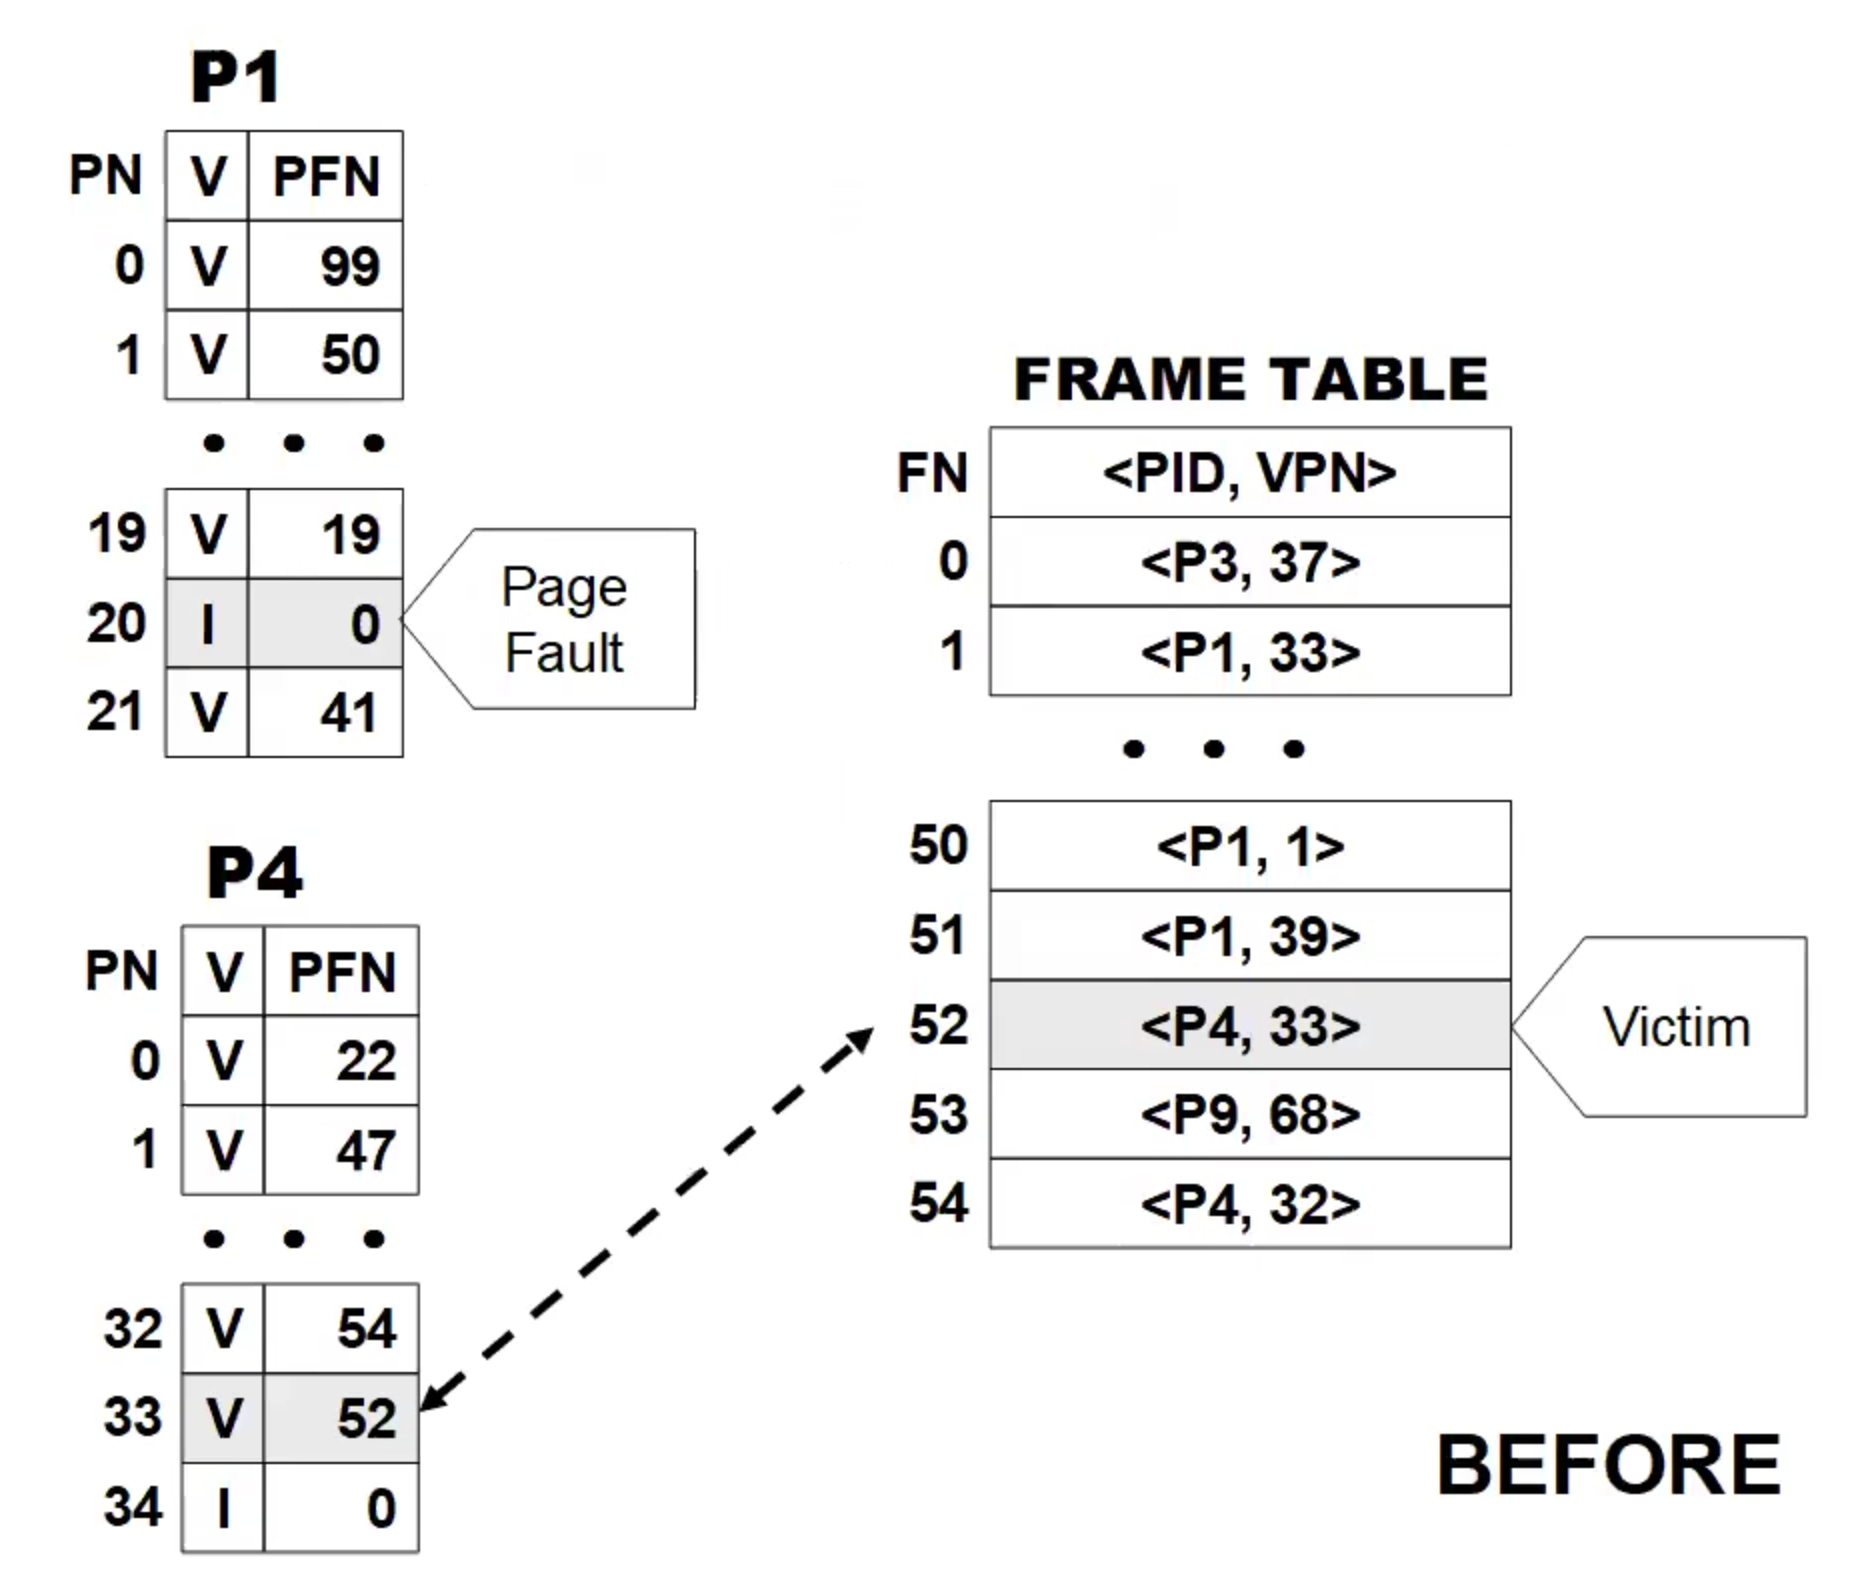 P1
PN V PFN
0 V 99
1 V 50
• • •
19 V 19
20 I 0
21 V 41
Page
Fault
P4
PN V PFN
0 V 22
1 V 47
• • •
32 V 54
33 V 52
34 I 0
FRAME TABLE
FN <PID, VPN>
0 <P3, 37>
1 <P1, 33>
• • •
50 <P1, 1>
51 <P1, 39>
52 <P4, 33>
53 <P9, 68>
54 <P4, 32>
Victim
BEFORE